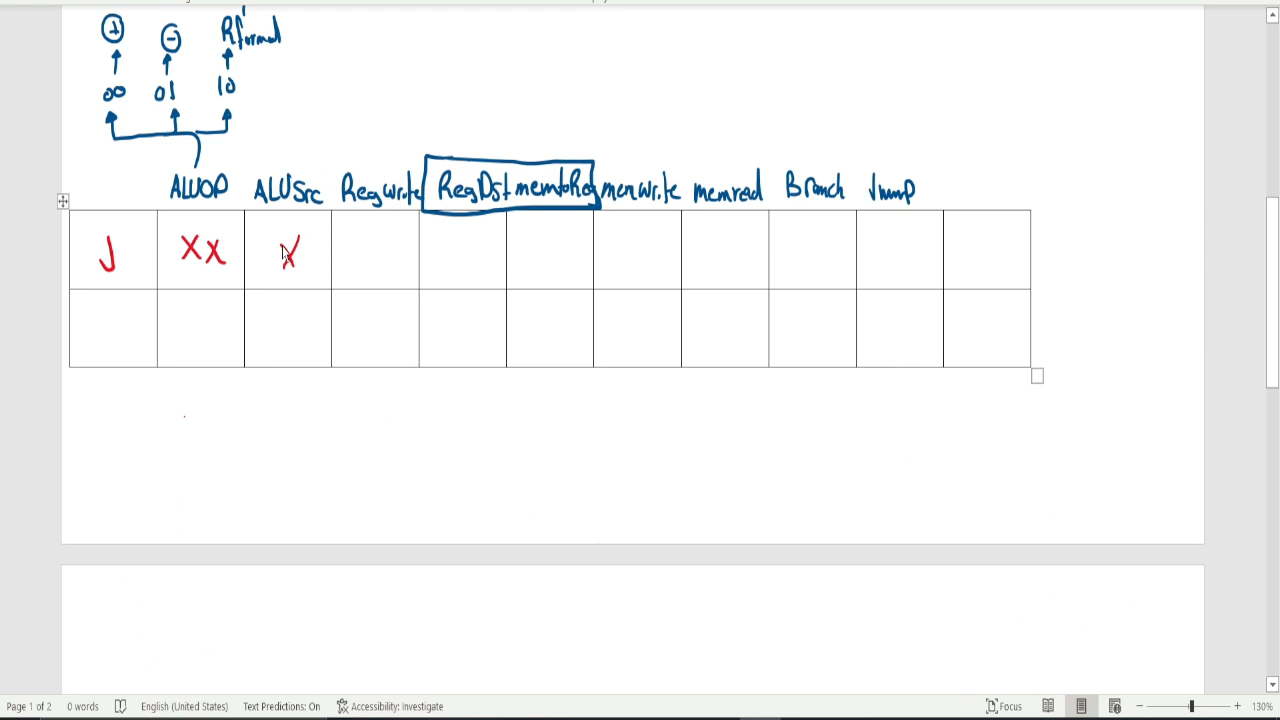 + - R format
00 01 10
ALUOP ALUSrc RegWrite RegDst memtoReg memwrite memread Branch Jump
J XX X
Page 1 of 2 0 words English (United States) Text Predictions: On Accessibility: Investigate Focus - + 130%